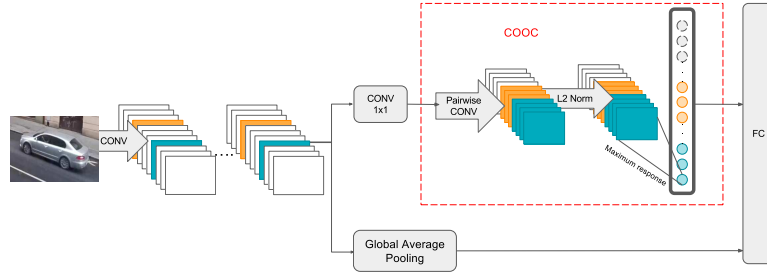 COOC
CONV
1x1
Pairwise
CONV
L2 Norm
CONV
Maximum response
FC
Global Average
Pooling